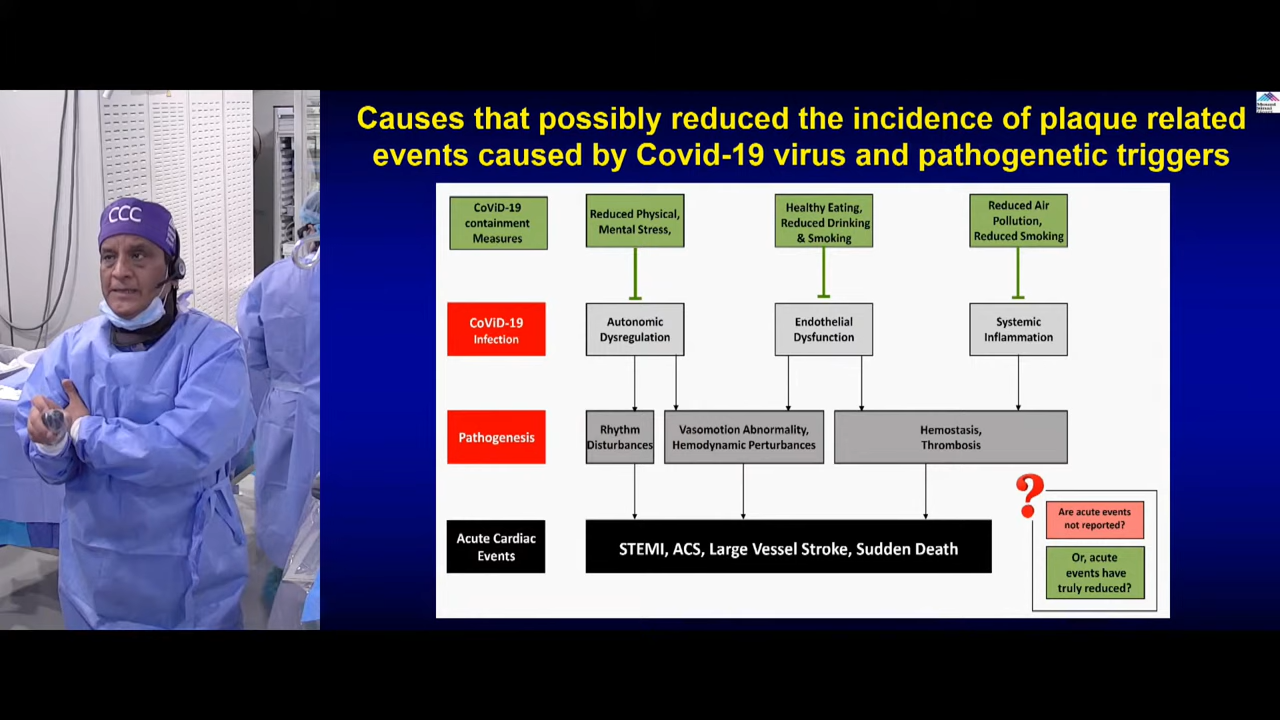 Causes that possibly reduced the incidence of plaque related
events caused by Covid-19 virus and pathogenetic triggers
CCC
CoViD-19
containment
Measures
Reduced Physical,
Mental Stress,
Healthy Eating,
Reduced Drinking
& Smoking
Reduced Air
Pollution,
Reduced Smoking
CoViD-19
Infection
Autonomic
Dysregulation
Endothelial
Dysfunction
Systemic
Inflammation
Pathogenesis
Rhythm
Disturbances
Vasomotion Abnormality,
Hemodynamic Perturbances
Hemostasis,
Thrombosis
Acute Cardiac
Events
STEMI, ACS, Large Vessel Stroke, Sudden Death
?
Are acute events
not reported?
Or, acute
events have
truly reduced?